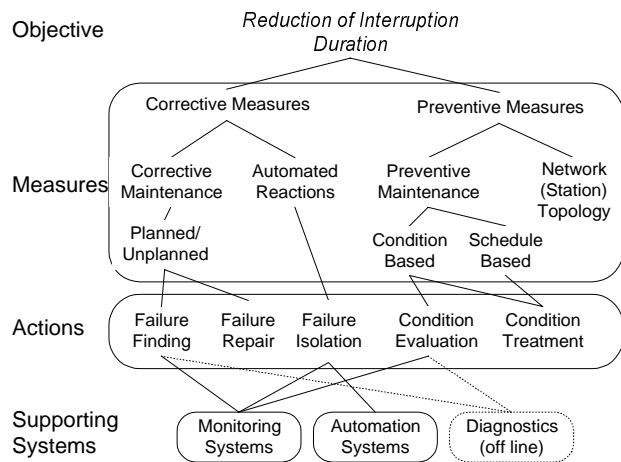 Objective
Reduction of Interruption
Duration
Corrective Measures
Preventive Measures
Measures
Corrective
Maintenance
Automated
Reactions
Preventive
Maintenance
Network
(Station)
Topology
Planned/
Unplanned
Condition
Based
Schedule
Based
Actions
Failure
Finding
Failure
Repair
Failure
Isolation
Condition
Evaluation
Condition
Treatment
Supporting
Systems
Monitoring
Systems
Automation
Systems
Diagnostics
(off line)